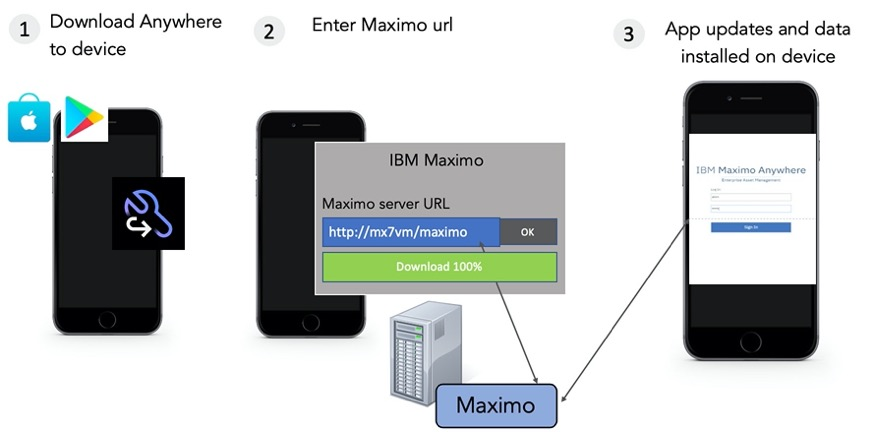 1 Download Anywhere
to device
2 Enter Maximo url
3 App updates and data
installed on device
IBM Maximo
Maximo server URL
http://mx7vm/maximo OK
Download 100%
Maximo
IBM Maximo Anywhere
Enterprise Asset Management
Sign In